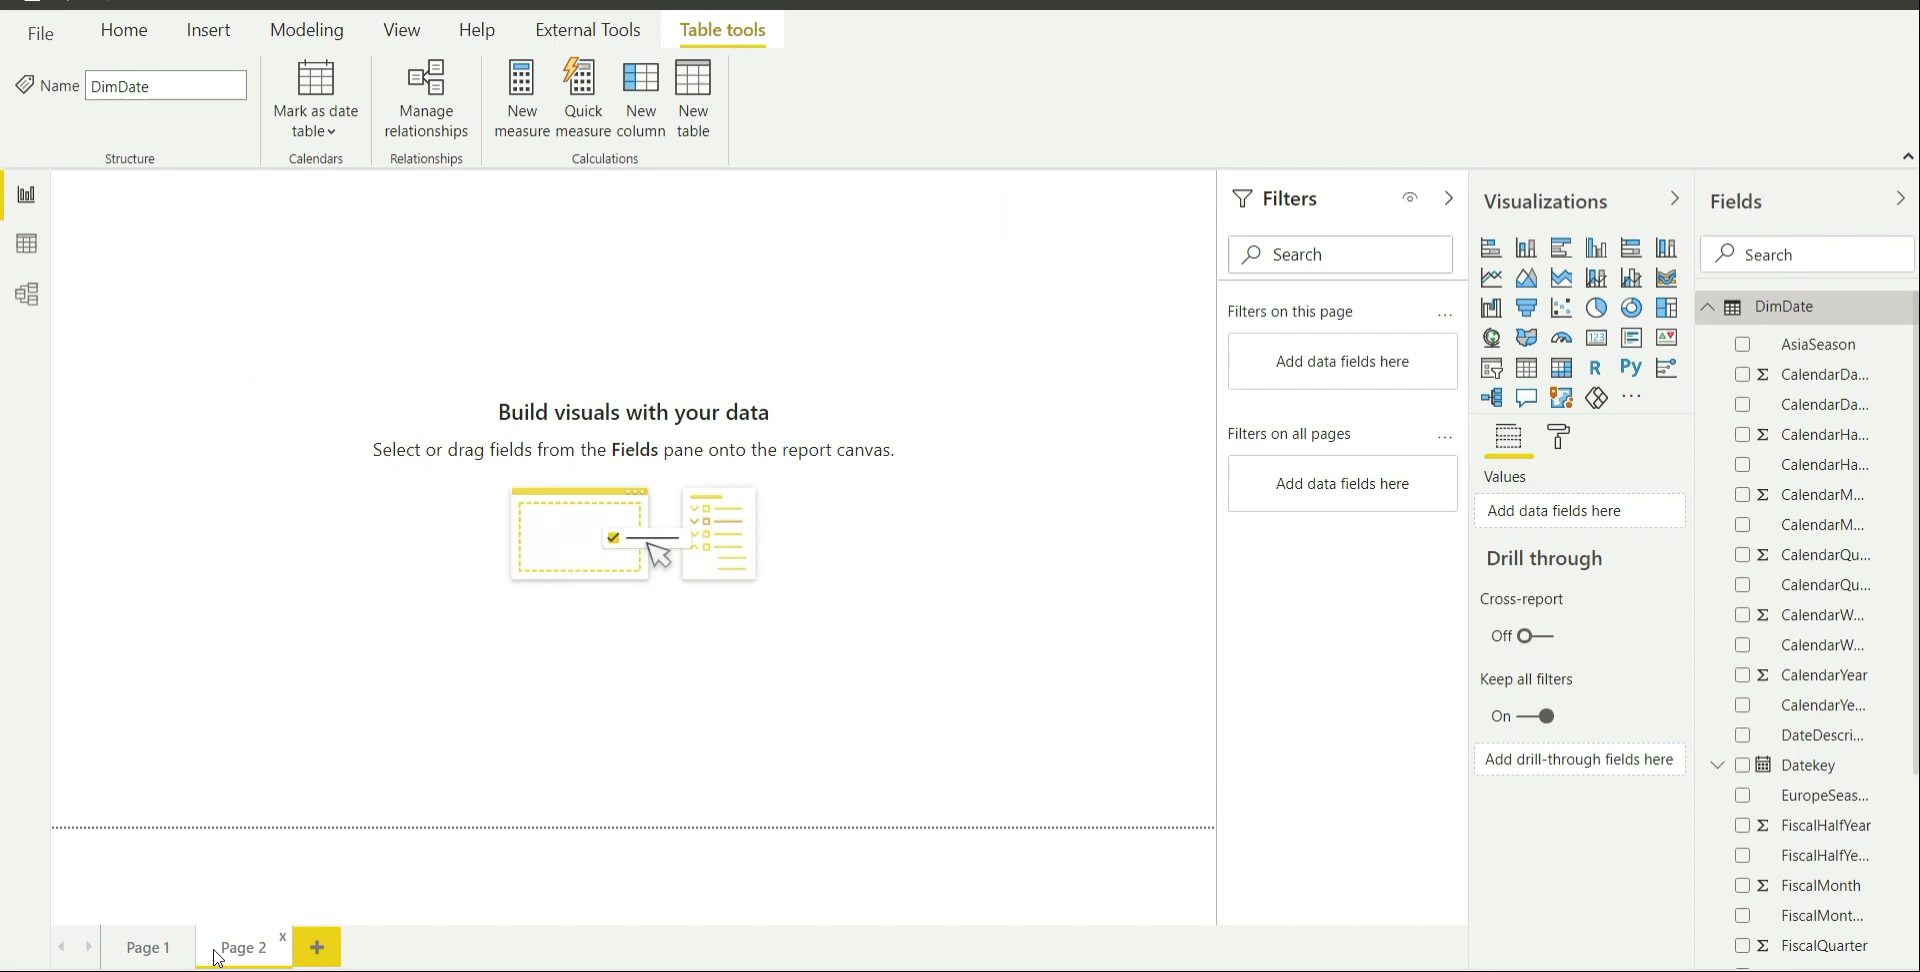 File
Home
Insert
Modeling
View
Help
External Tools
Table tools
Name
DimDate
Mark as date
table
Manage
relationships
New
measure
Quick
measure
New
column
New
table
Structure
Calendars
Relationships
Calculations
Build visuals with your data
Select or drag fields from the Fields pane onto the report canvas.
Filters
Search
Filters on this page
...
Add data fields here
Filters on all pages
...
Add data fields here
Visualizations
123
R
Py
...
Values
Add data fields here
Drill through
Cross-report
Off
Keep all filters
On
Add drill-through fields here
Fields
Search
DimDate
AsiaSeason
Σ CalendarDa...
CalendarDa...
Σ CalendarHa...
CalendarHa...
Σ CalendarM...
CalendarM...
Σ CalendarQu...
CalendarQu...
Σ CalendarW...
CalendarW...
Σ CalendarYear
CalendarYe...
DateDescri...
Datekey
EuropeSeas...
Σ FiscalHalfYear
FiscalHalfYe...
Σ FiscalMonth
FiscalMont...
Σ FiscalQuarter
Page 1
Page 2
x
+